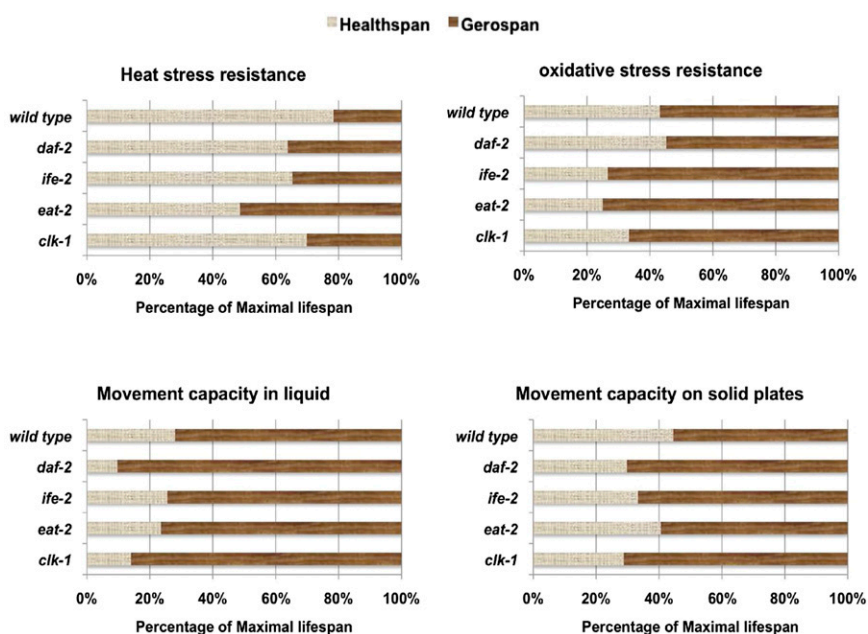 Healthspan Gerospan
Heat stress resistance
wild type
daf-2
ife-2
eat-2
clk-1
0% 20% 40% 60% 80% 100%
Percentage of Maximal lifespan
oxidative stress resistance
wild type
daf-2
ife-2
eat-2
clk-1
0% 20% 40% 60% 80% 100%
Percentage of Maximal lifespan
Movement capacity in liquid
wild type
daf-2
ife-2
eat-2
clk-1
0% 20% 40% 60% 80% 100%
Percentage of Maximal lifespan
Movement capacity on solid plates
wild type
daf-2
ife-2
eat-2
clk-1
0% 20% 40% 60% 80% 100%
Percentage of Maximal lifespan